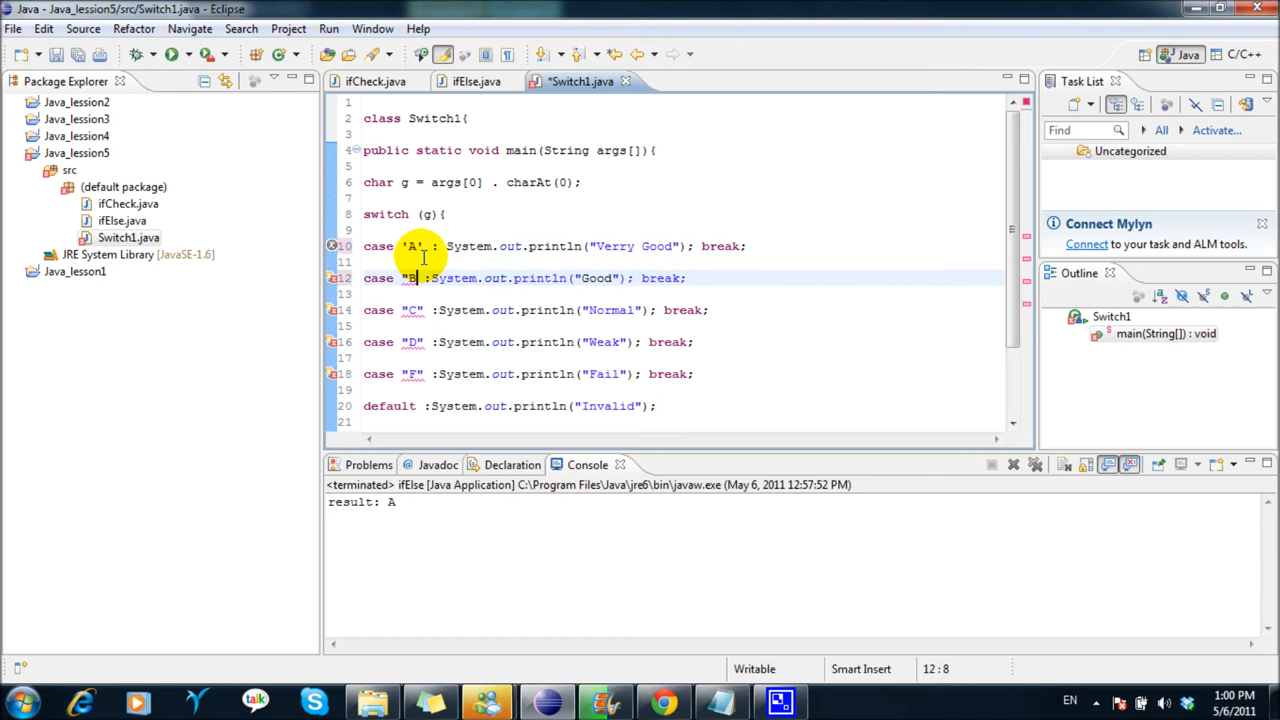 Java - Java_lession5/src/Switch1.java - Eclipse
File Edit Source Refactor Navigate Search Project Run Window Help
Java C/C++
Package Explorer
Java_lession2
Java_lession3
Java_lession4
Java_lession5
src
(default package)
ifCheck.java
ifElse.java
Switch1.java
JRE System Library [JavaSE-1.6]
Java_lesson1
ifCheck.java ifElse.java *Switch1.java
1
2 class Switch1{
3
4 public static void main(String args[]){
5
6 char g = args[0] . charAt(0);
7
8 switch (g){
9
10 case 'A' : System.out.println("Verry Good"); break;
11
12 case "B :System.out.println("Good"); break;
13
14 case "C" :System.out.println("Normal"); break;
15
16 case "D" :System.out.println("Weak"); break;
17
18 case "F" :System.out.println("Fail"); break;
19
20 default :System.out.println("Invalid");
21
Task List
Find All Activate...
Uncategorized
Connect Mylyn
Connect to your task and ALM tools.
Outline
Switch1
main(String[]) : void
Problems Javadoc Declaration Console
<terminated> ifElse [Java Application] C:\Program Files\Java\jre6\bin\javaw.exe (May 6, 2011 12:57:52 PM)
result: A
Writable Smart Insert 12 : 8
talk
EN
1:00 PM
5/6/2011